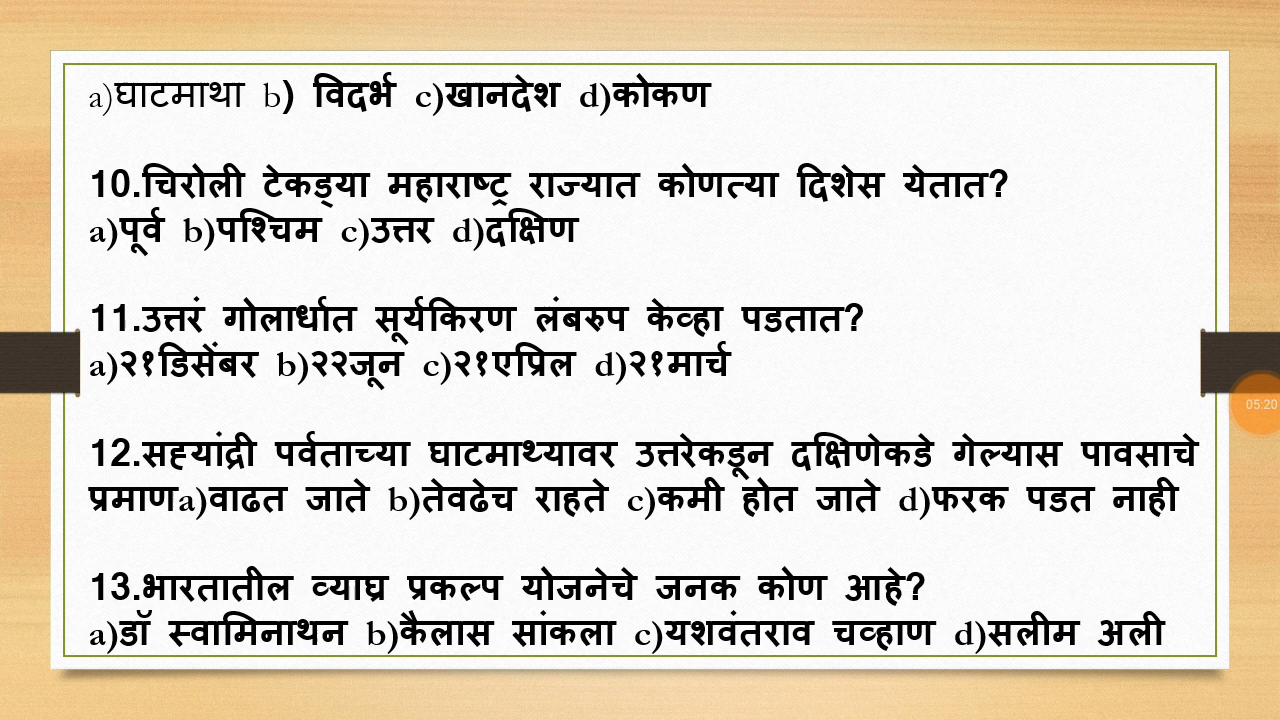 a)घाटमाथा b) विदर्भ c)खानदेश d)कोकण
10.चिरोली टेकड्या महाराष्ट्र राज्यात कोणत्या दिशेस येतात?
a)पूर्व b)पश्चिम c)उत्तर d)दक्षिण
11.उत्तरं गोलार्धात सूर्यकिरण लंबरुप केव्हा पडतात?
a)२१डिसेंबर b)२२जून c)२१एप्रिल d)२१मार्च
12.सह्यांद्री पर्वताच्या घाटमाथ्यावर उत्तरेकडून दक्षिणेकडे गेल्यास पावसाचे
प्रमाणa)वाढत जाते b)तेवढेच राहते c)कमी होत जाते d)फरक पडत नाही
13.भारतातील व्याघ्र प्रकल्प योजनेचे जनक कोण आहे?
a)डॉ स्वामिनाथन b)कैलास सांकला c)यशवंतराव चव्हाण d)सलीम अली
05:20